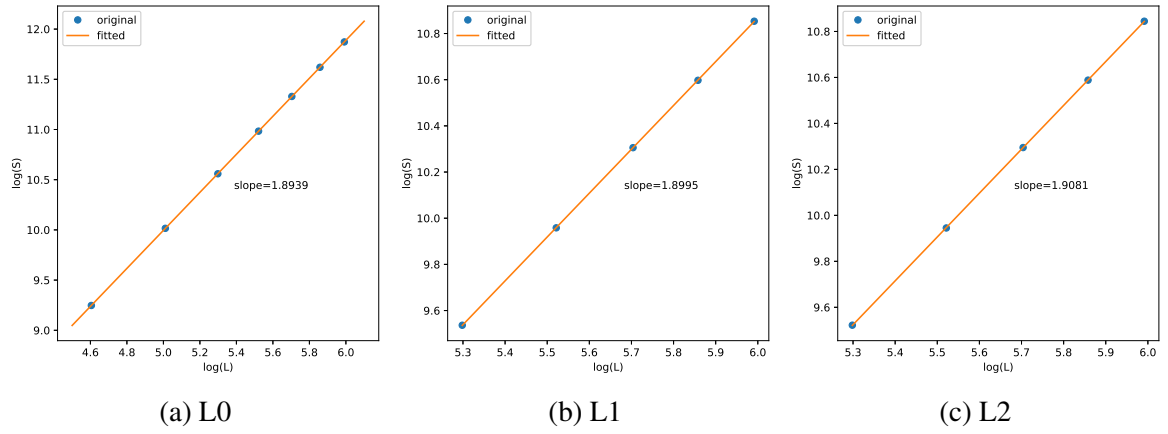 original
fitted
12.0
11.5
11.0
10.5
10.0
9.5
9.0
log(S)
slope=1.8939
4.6 4.8 5.0 5.2 5.4 5.6 5.8 6.0
log(L)
(a) L0
original
fitted
10.8
10.6
10.4
10.2
10.0
9.8
9.6
log(S)
slope=1.8995
5.3 5.4 5.5 5.6 5.7 5.8 5.9 6.0
log(L)
(b) L1
original
fitted
10.8
10.6
10.4
10.2
10.0
9.8
9.6
log(S)
slope=1.9081
5.3 5.4 5.5 5.6 5.7 5.8 5.9 6.0
log(L)
(c) L2